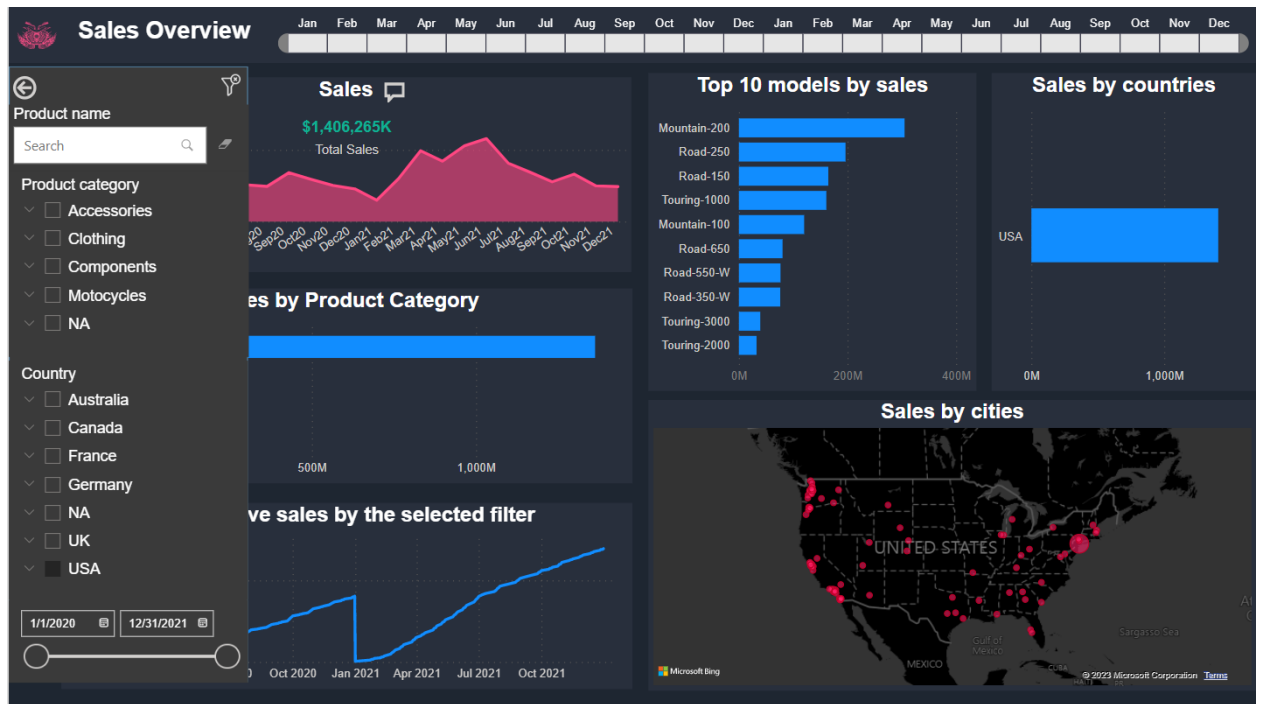 Sales Overview
Jan Feb Mar Apr May Jun Jul Aug Sep Oct Nov Dec Jan Feb Mar Apr May Jun Jul Aug Sep Oct Nov Dec
Product name
Search
Product category
Accessories
Clothing
Components
Motocycles
NA
Country
Australia
Canada
France
Germany
NA
UK
USA
1/1/2020 12/31/2021
Sales
$1,406,265K
Total Sales
Sep20 Oct20 Nov20 Dec20 Jan21 Feb21 Mar21 Apr21 May21 Jun21 Jul21 Aug21 Sep21 Oct21 Nov21 Dec21
es by Product Category
500M 1,000M
ve sales by the selected filter
Oct 2020 Jan 2021 Apr 2021 Jul 2021 Oct 2021
Top 10 models by sales
Mountain-200
Road-250
Road-150
Touring-1000
Mountain-100
Road-650
Road-550-W
Road-350-W
Touring-3000
Touring-2000
0M 200M 400M
Sales by countries
USA
0M 1,000M
Sales by cities
UNITED STATES
Gulf of
Mexico
MEXICO
CUBA
Sargasso Sea
Microsoft Bing
© 2023 Microsoft Corporation Terms